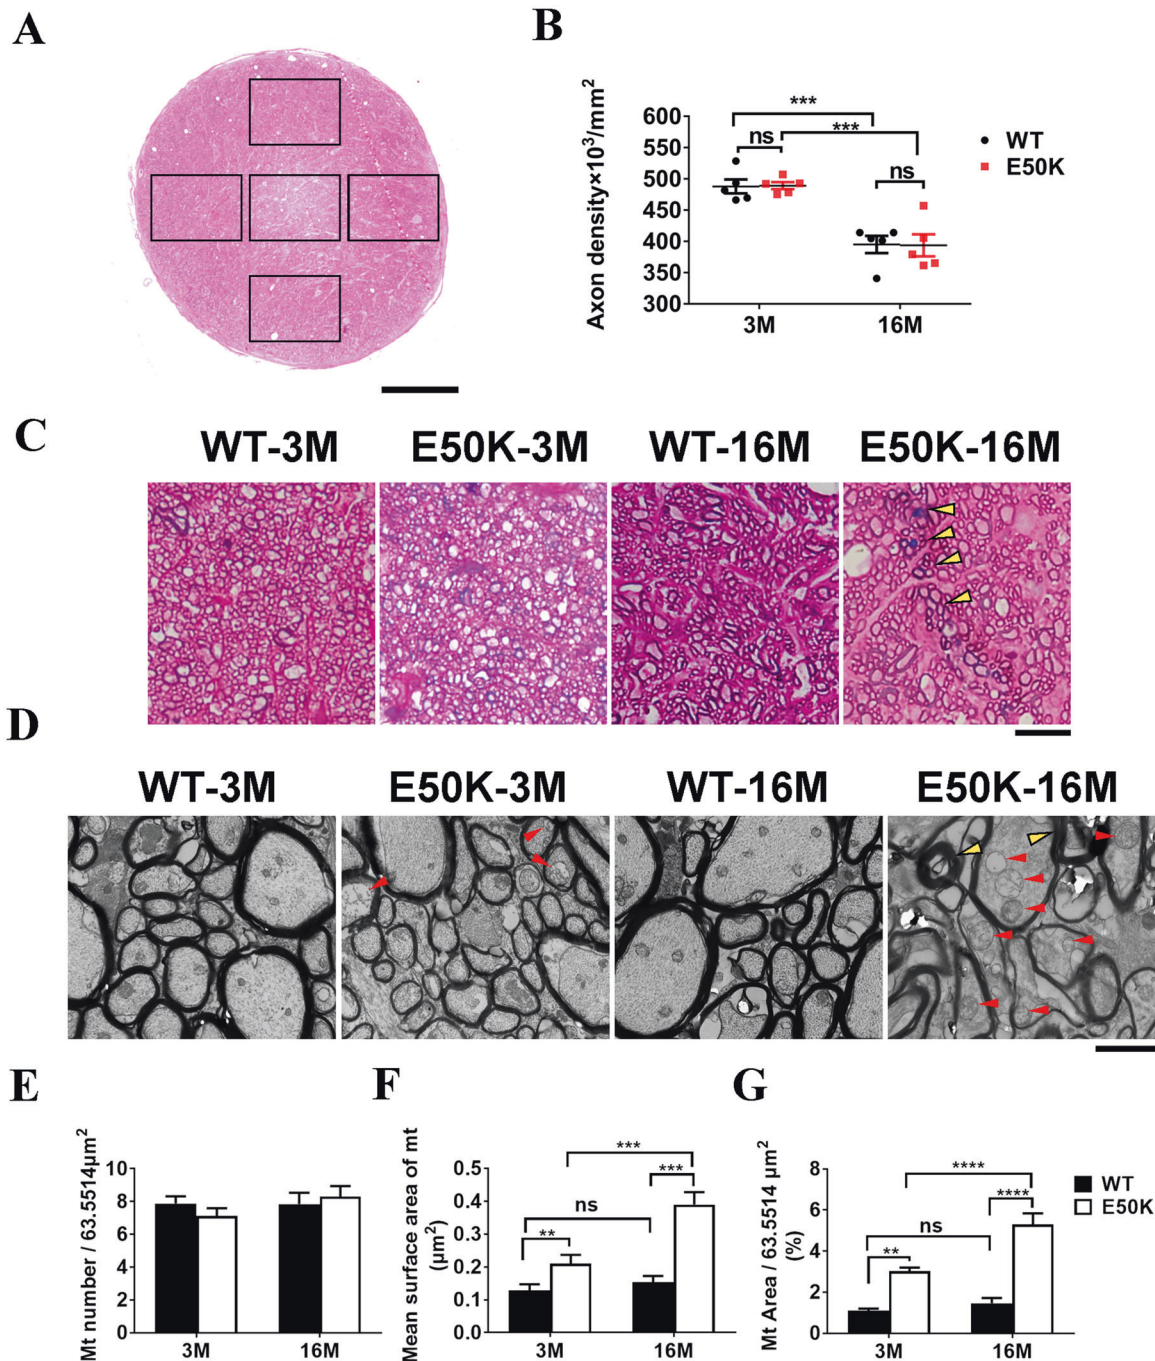 A
B
Axon density×10³/mm²
600
550
500
450
400
350
300
***
***
ns
ns
WT
E50K
3M
16M
C
WT-3M
E50K-3M
WT-16M
E50K-16M
D
WT-3M
E50K-3M
WT-16M
E50K-16M
E
Mt number / 63.5514μm²
10
8
6
4
2
0
3M
16M
F
Mean surface area of mt
(μm²)
0.5
0.4
0.3
0.2
0.1
0.0
***
***
ns
**
3M
16M
G
Mt Area / 63.5514 μm²
(%)
8
6
4
2
0
****
****
ns
**
3M
16M
WT
E50K